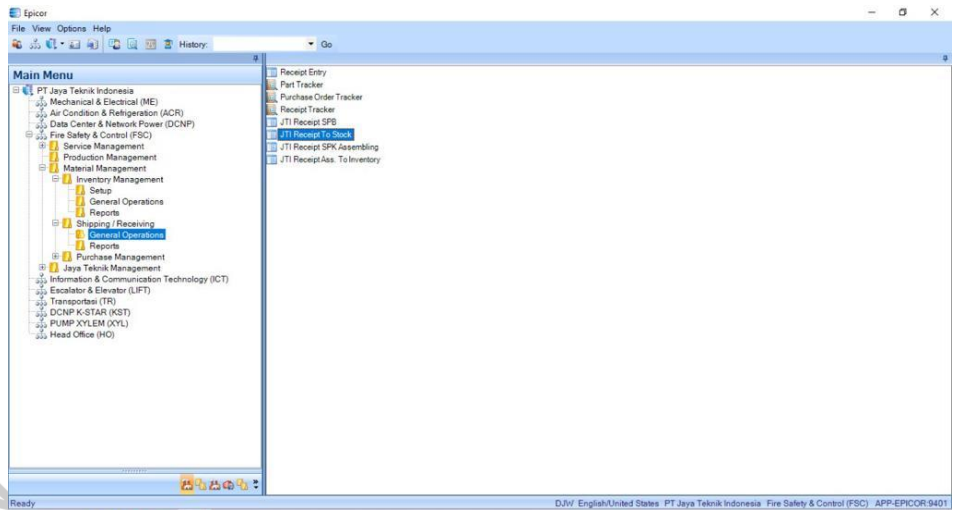 Epicor
File View Options Help
History: Go
Main Menu
PT Jaya Teknik Indonesia
Mechanical & Electrical (ME)
Air Condition & Refrigeration (ACR)
Data Center & Network Power (DCNP)
Fire Safety & Control (FSC)
Service Management
Production Management
Material Management
Inventory Management
Setup
General Operations
Reports
Shipping / Receiving
General Operations
Reports
Purchase Management
Jaya Teknik Management
Information & Communication Technology (ICT)
Escalator & Elevator (LIFT)
Transportasi (TR)
DCNP K-STAR (KST)
PUMP XYLEM (XYL)
Head Office (HO)
Receipt Entry
Part Tracker
Purchase Order Tracker
Receipt Tracker
JTI Receipt SPB
JTI Receipt To Stock
JTI Receipt SPK Assembling
JTI Receipt Ass. To Inventory
Ready
DJW English/United States PT Jaya Teknik Indonesia Fire Safety & Control (FSC) APP-EPICOR:9401